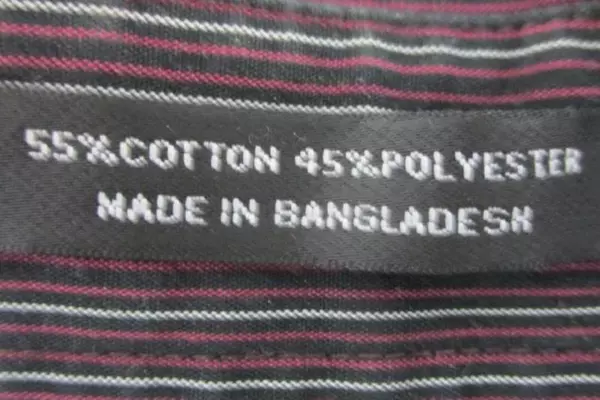 55%COTTON 45%POLYESTER
MADE IN BANGLADESH